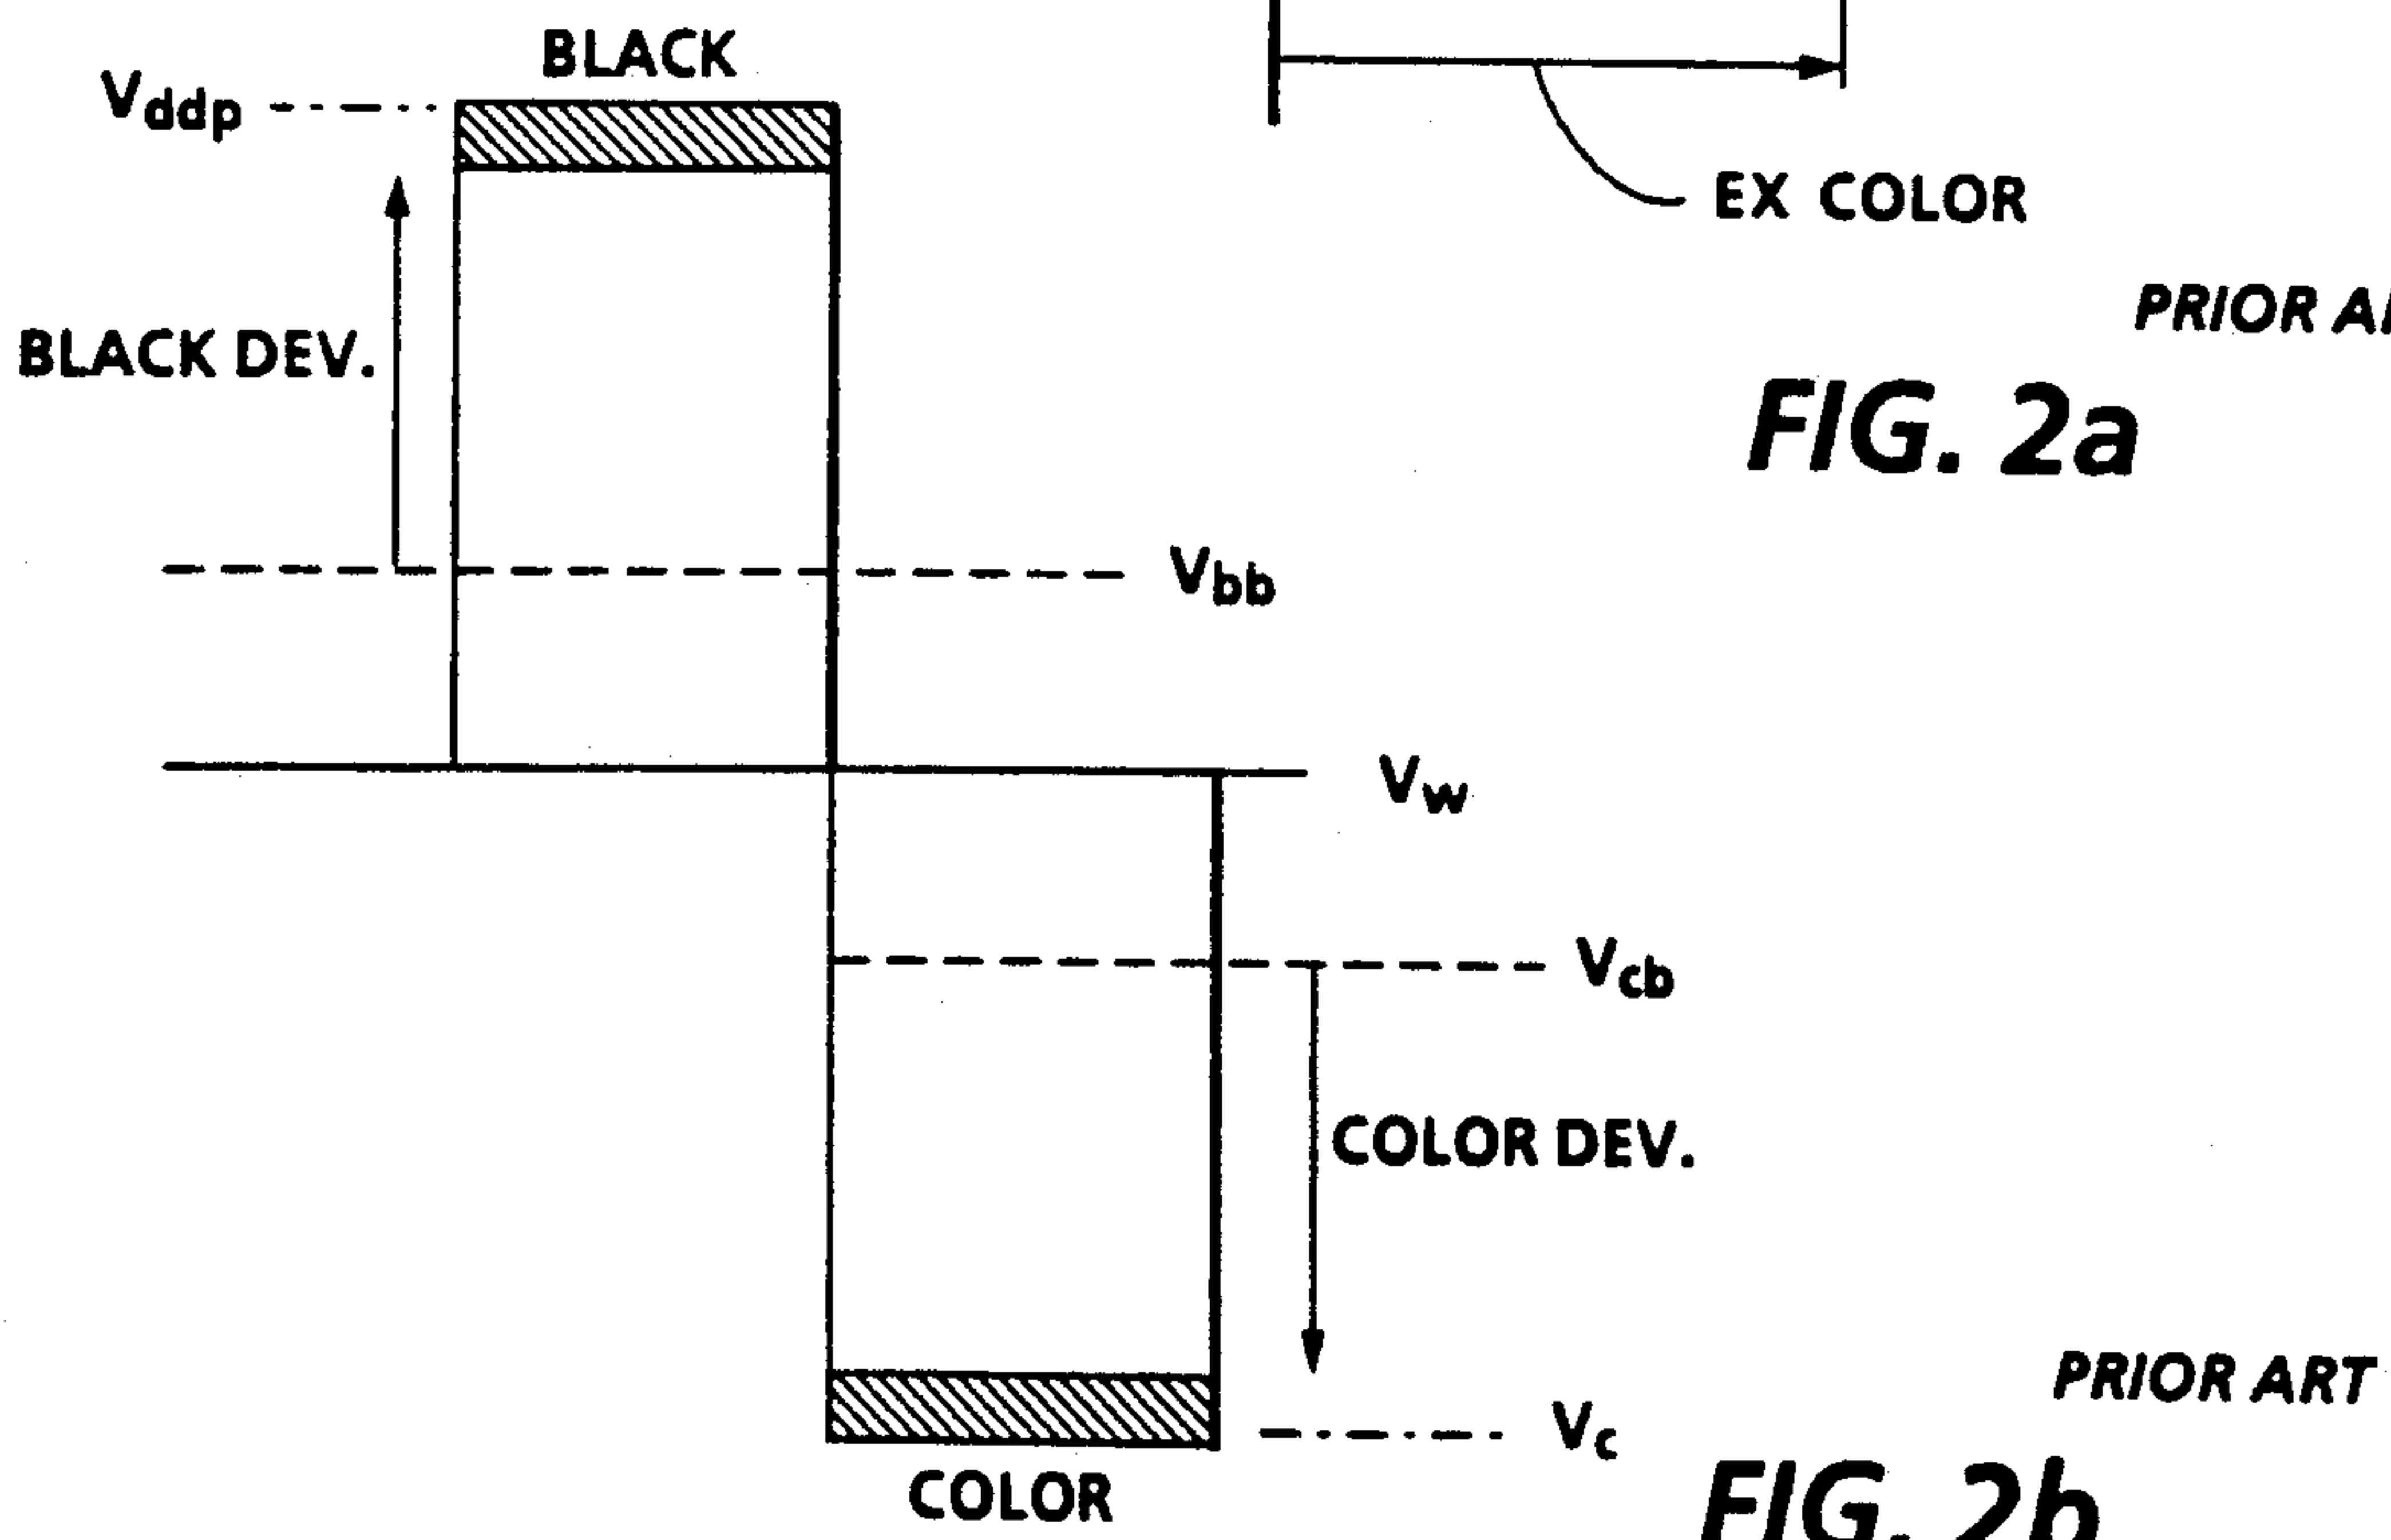 BLACK
Vddp
EX COLOR
BLACK DEV.
PRIOR
FIG. 2a
Vbb
Vw
Vcb
COLOR DEV.
PRIOR ART
Vc
COLOR
FIG. 2b